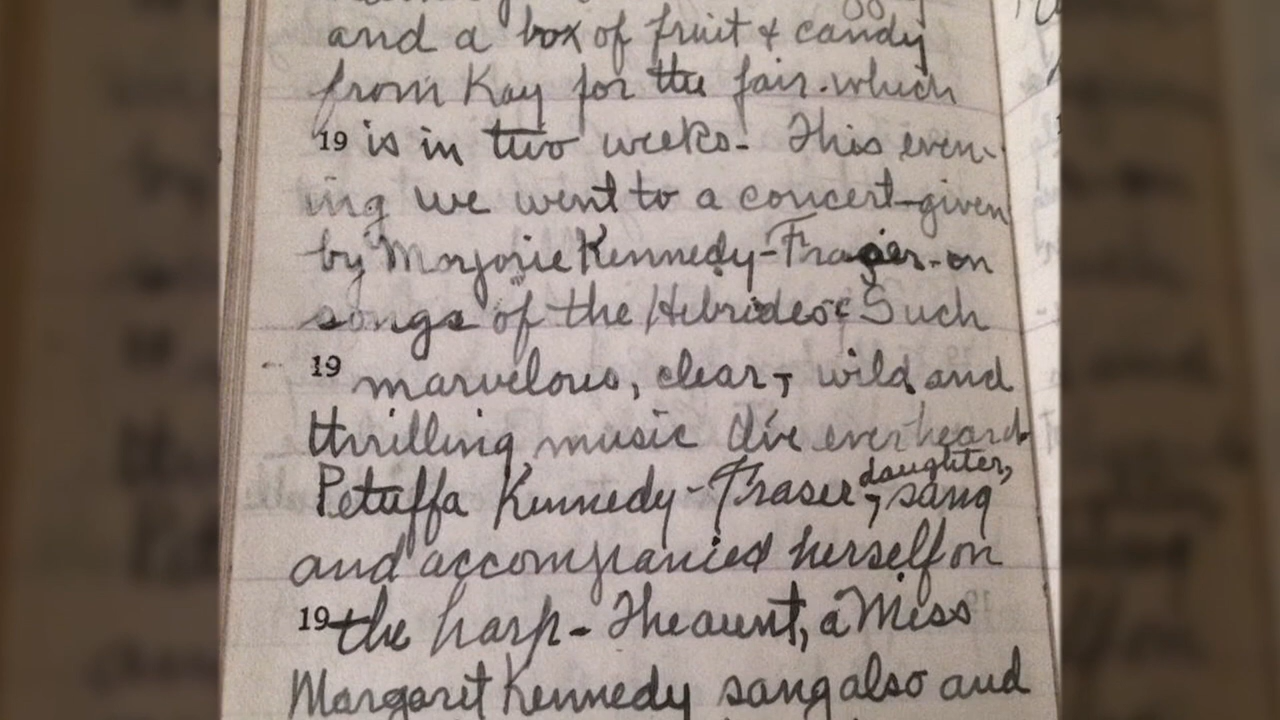 and a box of fruit & candy
from Kay for the fair. which
19 is in two weeks- This even-
ing we went to a concert-given
by Marjorie Kennedy-Fraser-on
songs of the Hebrides. Such
19 marvelous, clear, wild and
thrilling music I've ever heard.
daughter,
Petuffa Kennedy-Fraser, sang
and accompanied herself on
19 the harp- The aunt, a Miss
Margaret Kennedy sang also and